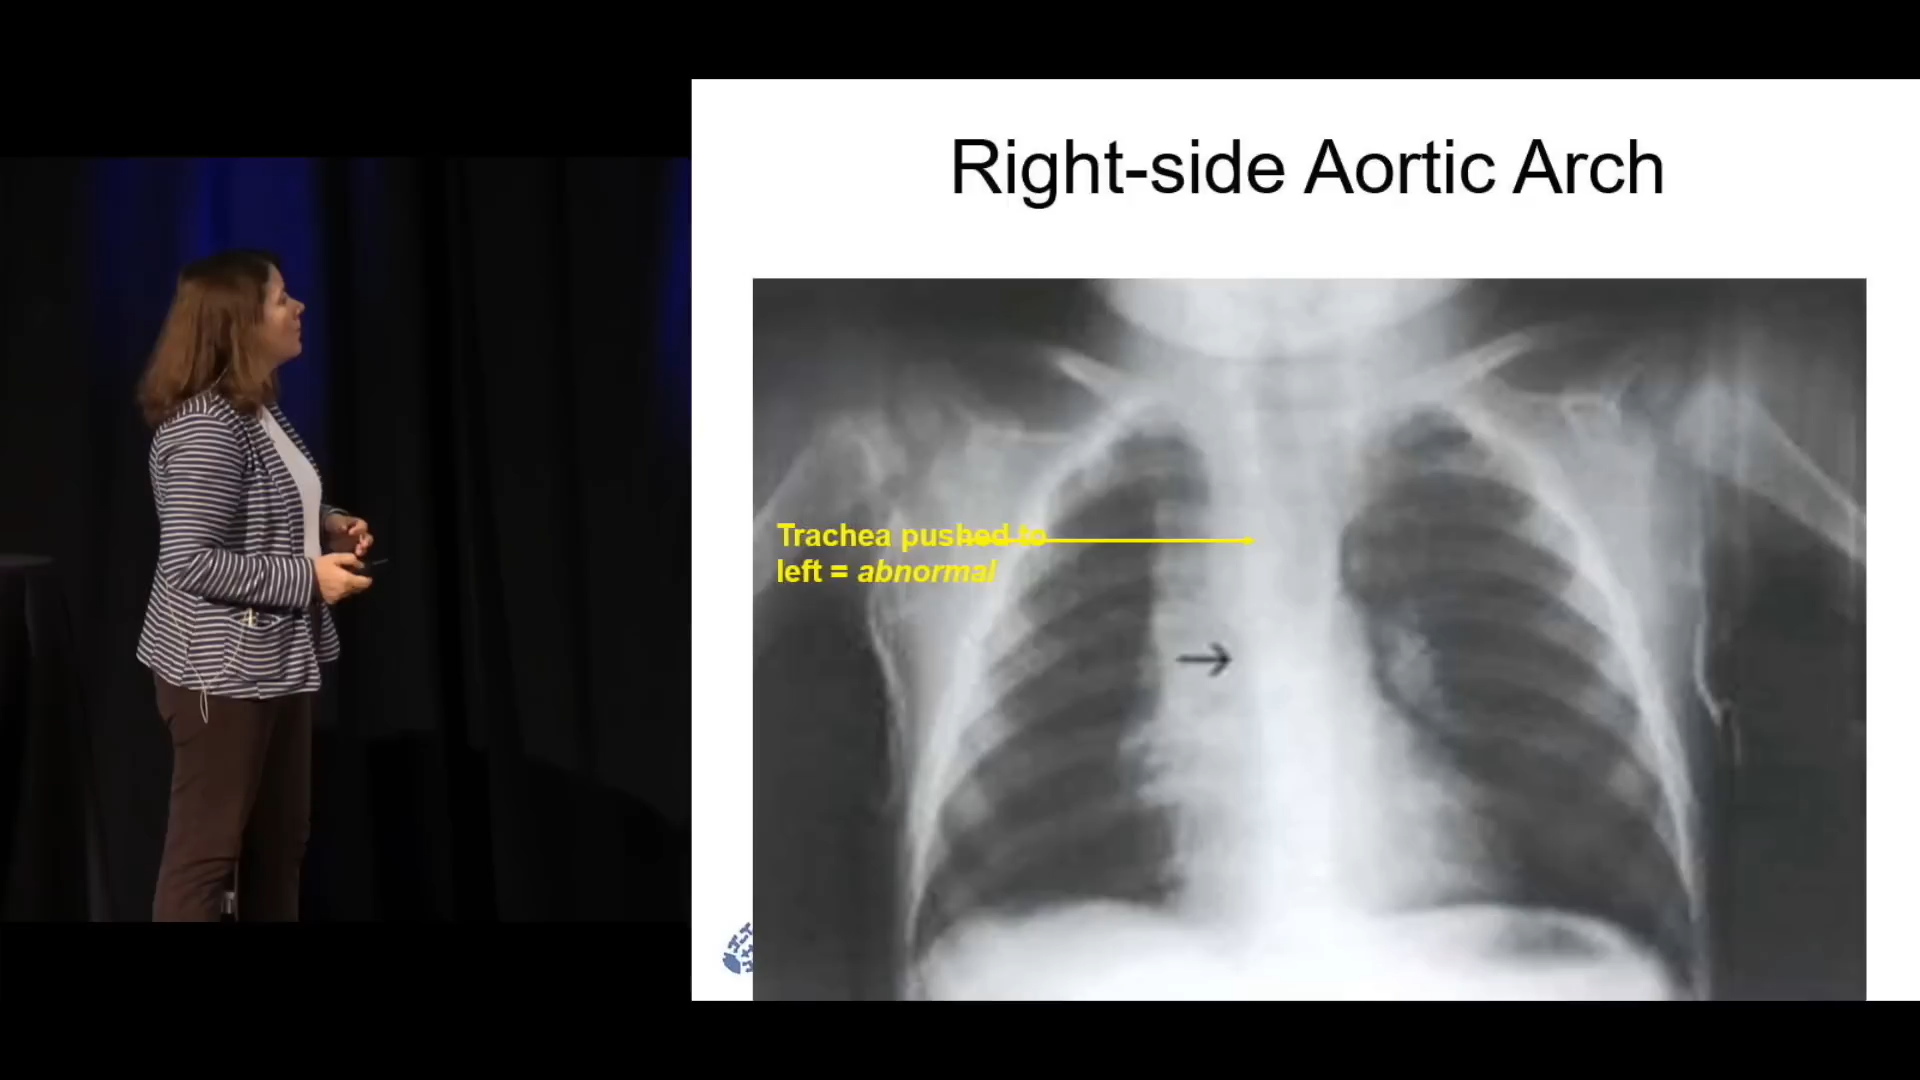 Right-side Aortic Arch
Trachea pushed to
left = abnormal